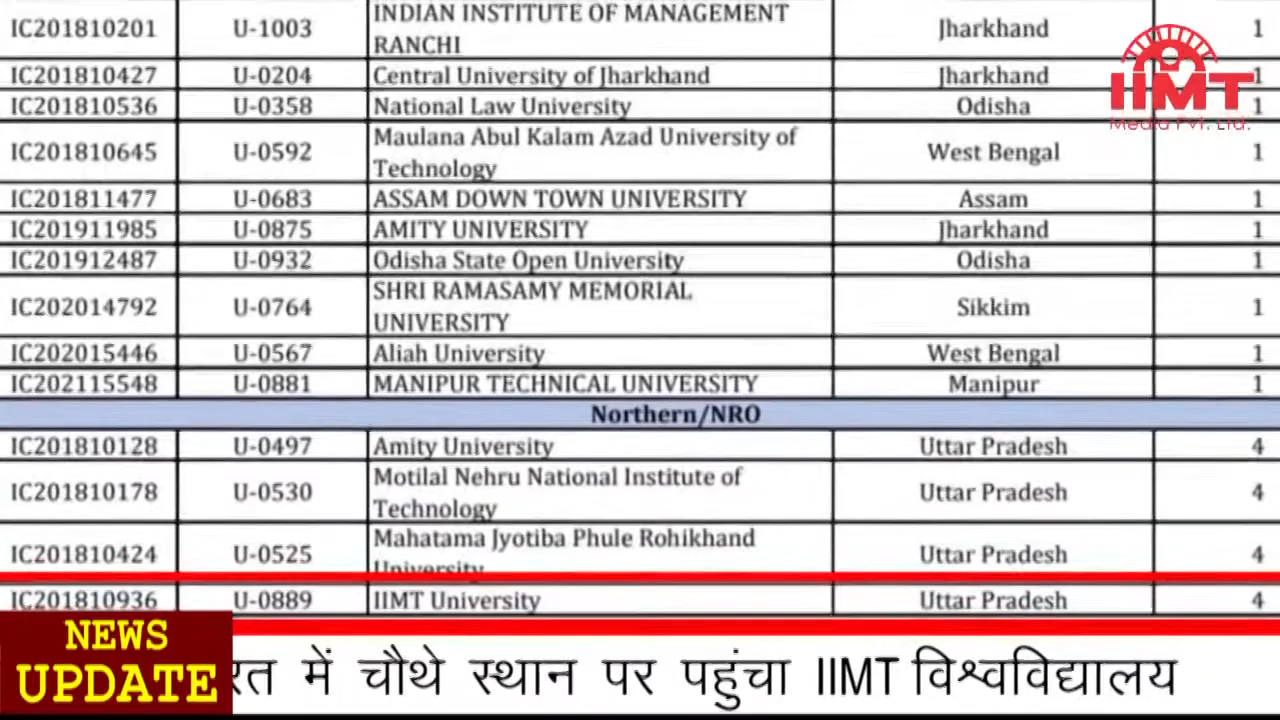 IC201810201 U-1003 INDIAN INSTITUTE OF MANAGEMENT RANCHI Jharkhand 1
IC201810427 U-0204 Central University of Jharkhand Jharkhand 1
IC201810536 U-0358 National Law University Odisha 1
IC201810645 U-0592 Maulana Abul Kalam Azad University of Technology West Bengal 1
IC201811477 U-0683 ASSAM DOWN TOWN UNIVERSITY Assam 1
IC201911985 U-0875 AMITY UNIVERSITY Jharkhand 1
IC201912487 U-0932 Odisha State Open University Odisha 1
IC202014792 U-0764 SHRI RAMASAMY MEMORIAL UNIVERSITY Sikkim 1
IC202015446 U-0567 Aliah University West Bengal 1
IC202115548 U-0881 MANIPUR TECHNICAL UNIVERSITY Manipur 1
Northern/NRO
IC201810128 U-0497 Amity University Uttar Pradesh 4
IC201810178 U-0530 Motilal Nehru National Institute of Technology Uttar Pradesh 4
IC201810424 U-0525 Mahatama Jyotiba Phule Rohikhand University Uttar Pradesh 4
IC201810936 U-0889 IIMT University Uttar Pradesh 4
IIMT
Media Pvt. Ltd.
NEWS
UPDATE
रत में चौथे स्थान पर पहुंचा IIMT विश्वविद्यालय